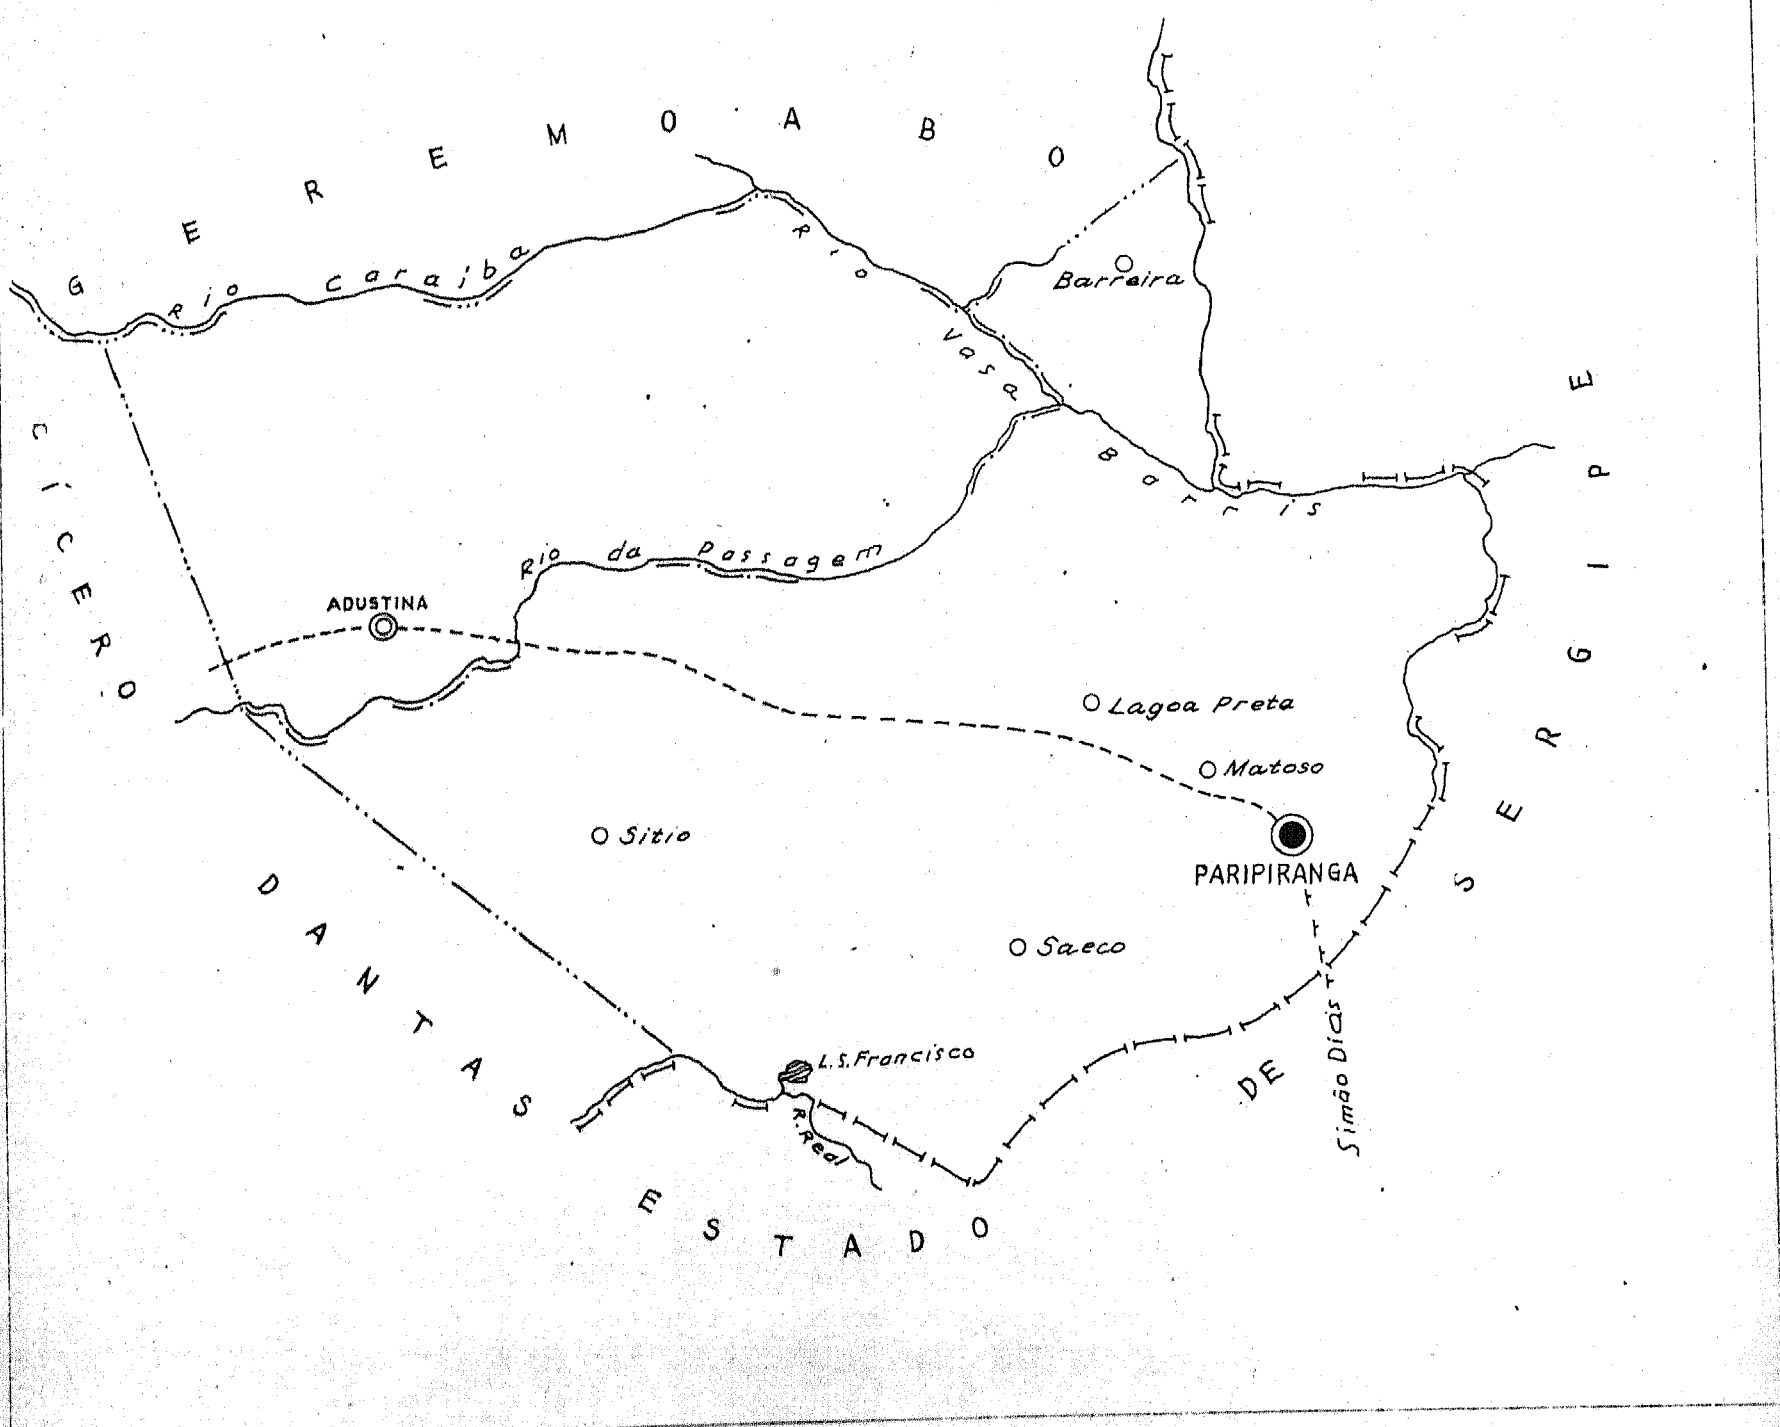 GEREMOABO
Rio Caraiba
Rio Vasa Barris
Barreira
CÍCERO
Rio da Passagem
ADUSTINA
Lagoa Preta
Matoso
Sitio
PARIPIRANGA
Saeco
DANTAS
L.S.Francisco
R.Real
Simão Dias
ESTADO
DE
SERGIPE